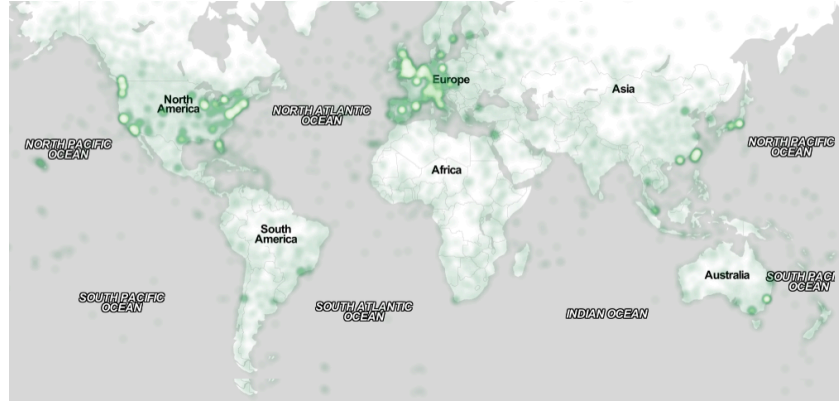 Europe
Asia
North
America
NORTH ATLANTIC
OCEAN
NORTH PACIFIC
OCEAN
NORTH PACIFIC
OCEAN
Africa
South
America
Australia
SOUTH PACI
OCEAN
SOUTH PACIFIC
OCEAN
SOUTH ATLANTIC
OCEAN
INDIAN OCEAN